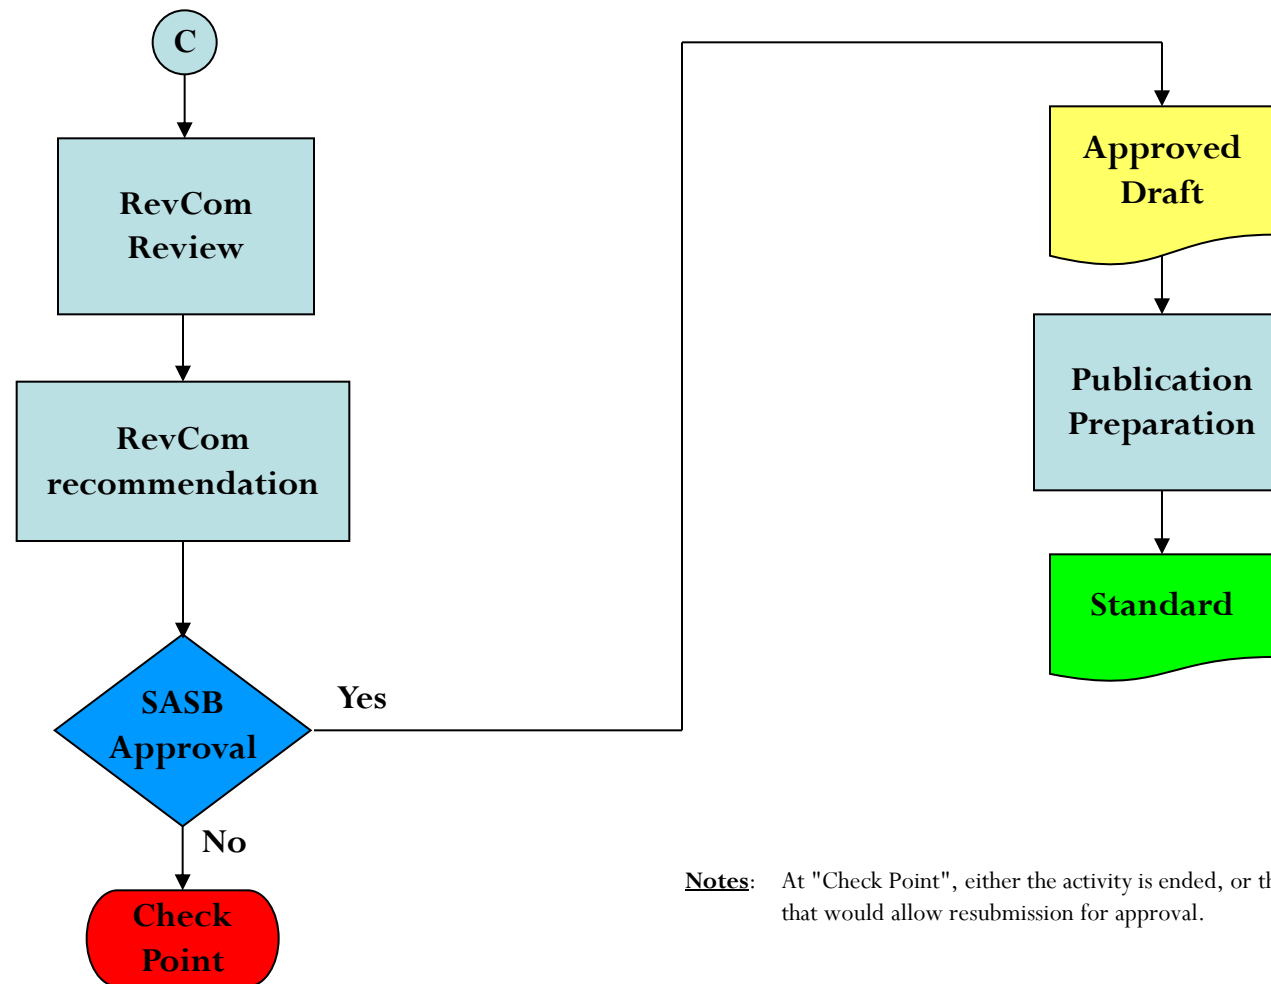 C
RevCom
Review
RevCom
recommendation
SASB
Approval
Yes
No
Check
Point
Approved
Draft
Publication
Preparation
Standard
Notes: At "Check Point", either the activity is ended, or
that would allow resubmission for approval.